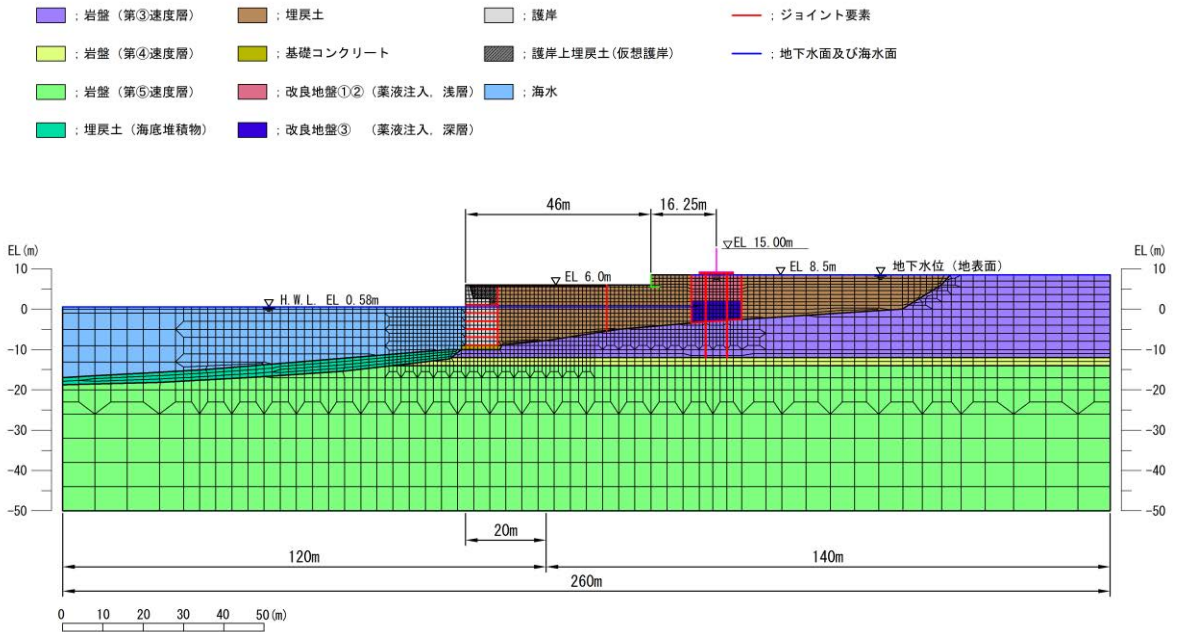 ；岩盤（第③速度層）
；埋戻土
；護岸
；ジョイント要素
；岩盤（第④速度層）
；基礎コンクリート
；護岸上埋戻土(仮想護岸)
；地下水面及び海水面
；岩盤（第⑤速度層）
；改良地盤①②（薬液注入，浅層）
；海水
；埋戻土（海底堆積物）
；改良地盤③　（薬液注入，深層）
46m
16.25m
EL(m)
EL 15.00m
EL(m)
10
EL 6.0m
EL 8.5m
地下水位（地表面）
10
H.W.L. EL 0.58m
0
0
-10
-10
-20
-20
-30
-30
-40
-40
-50
-50
20m
120m
140m
260m
0 10 20 30 40 50(m)